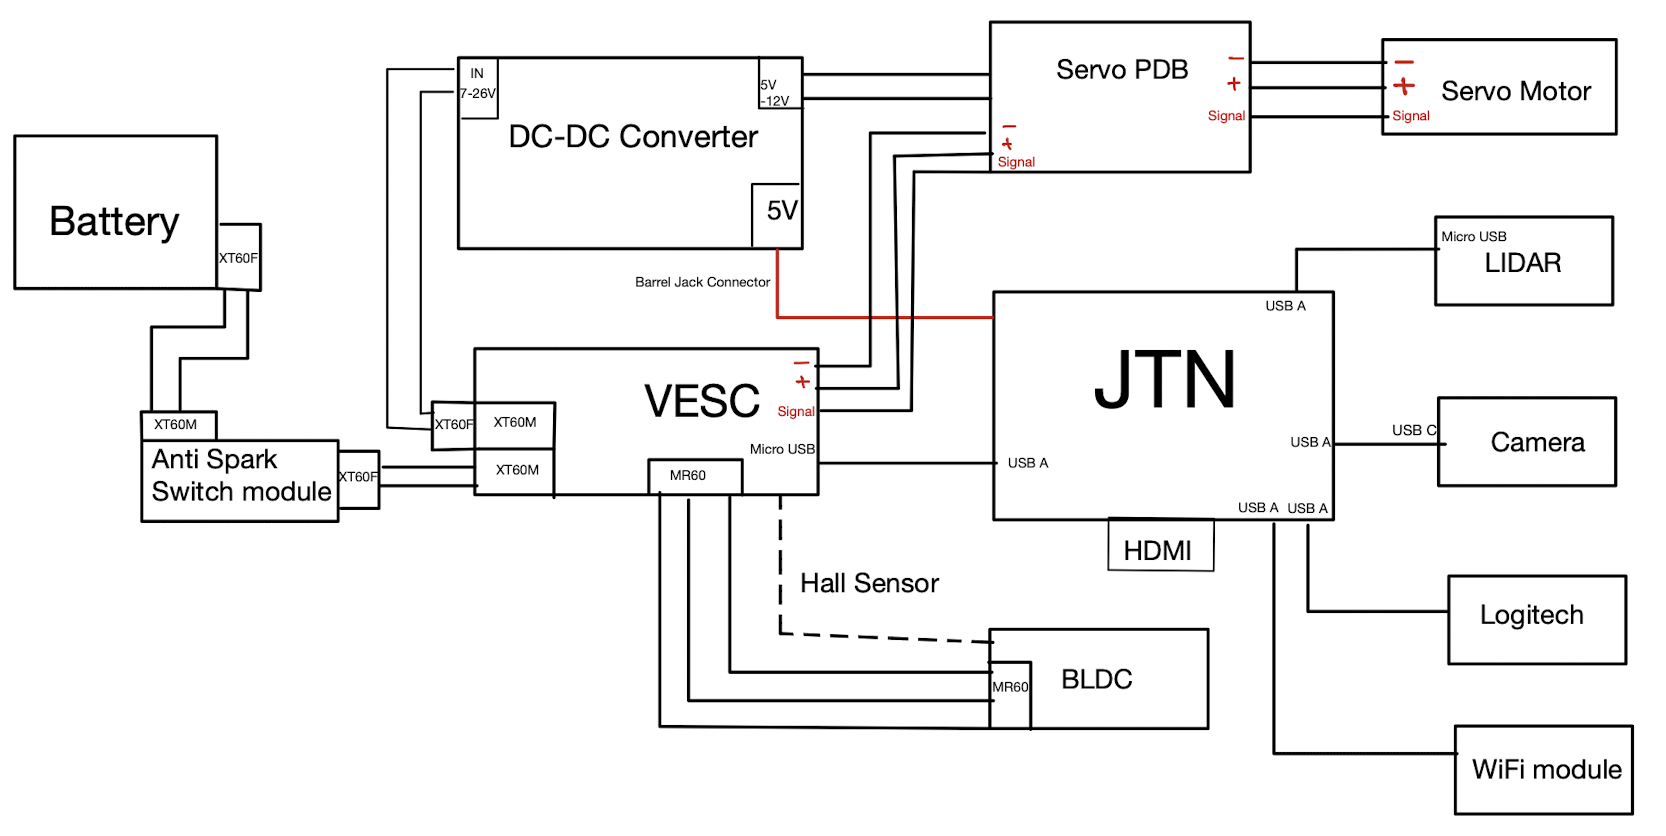 Battery
XT60F
XT60M
Anti Spark
Switch module
XT60F
IN
7-26V
5V
-12V
DC-DC Converter
5V
Barrel Jack Connector
Servo PDB
−
+
Signal
−
+
Signal
−
+
Signal
Servo Motor
VESC
−
+
Signal
Micro USB
XT60F
XT60M
XT60M
MR60
Hall Sensor
MR60
BLDC
JTN
USB A
USB A
USB A
USB A
USB A
HDMI
Micro USB
LIDAR
USB C
Camera
Logitech
WiFi module